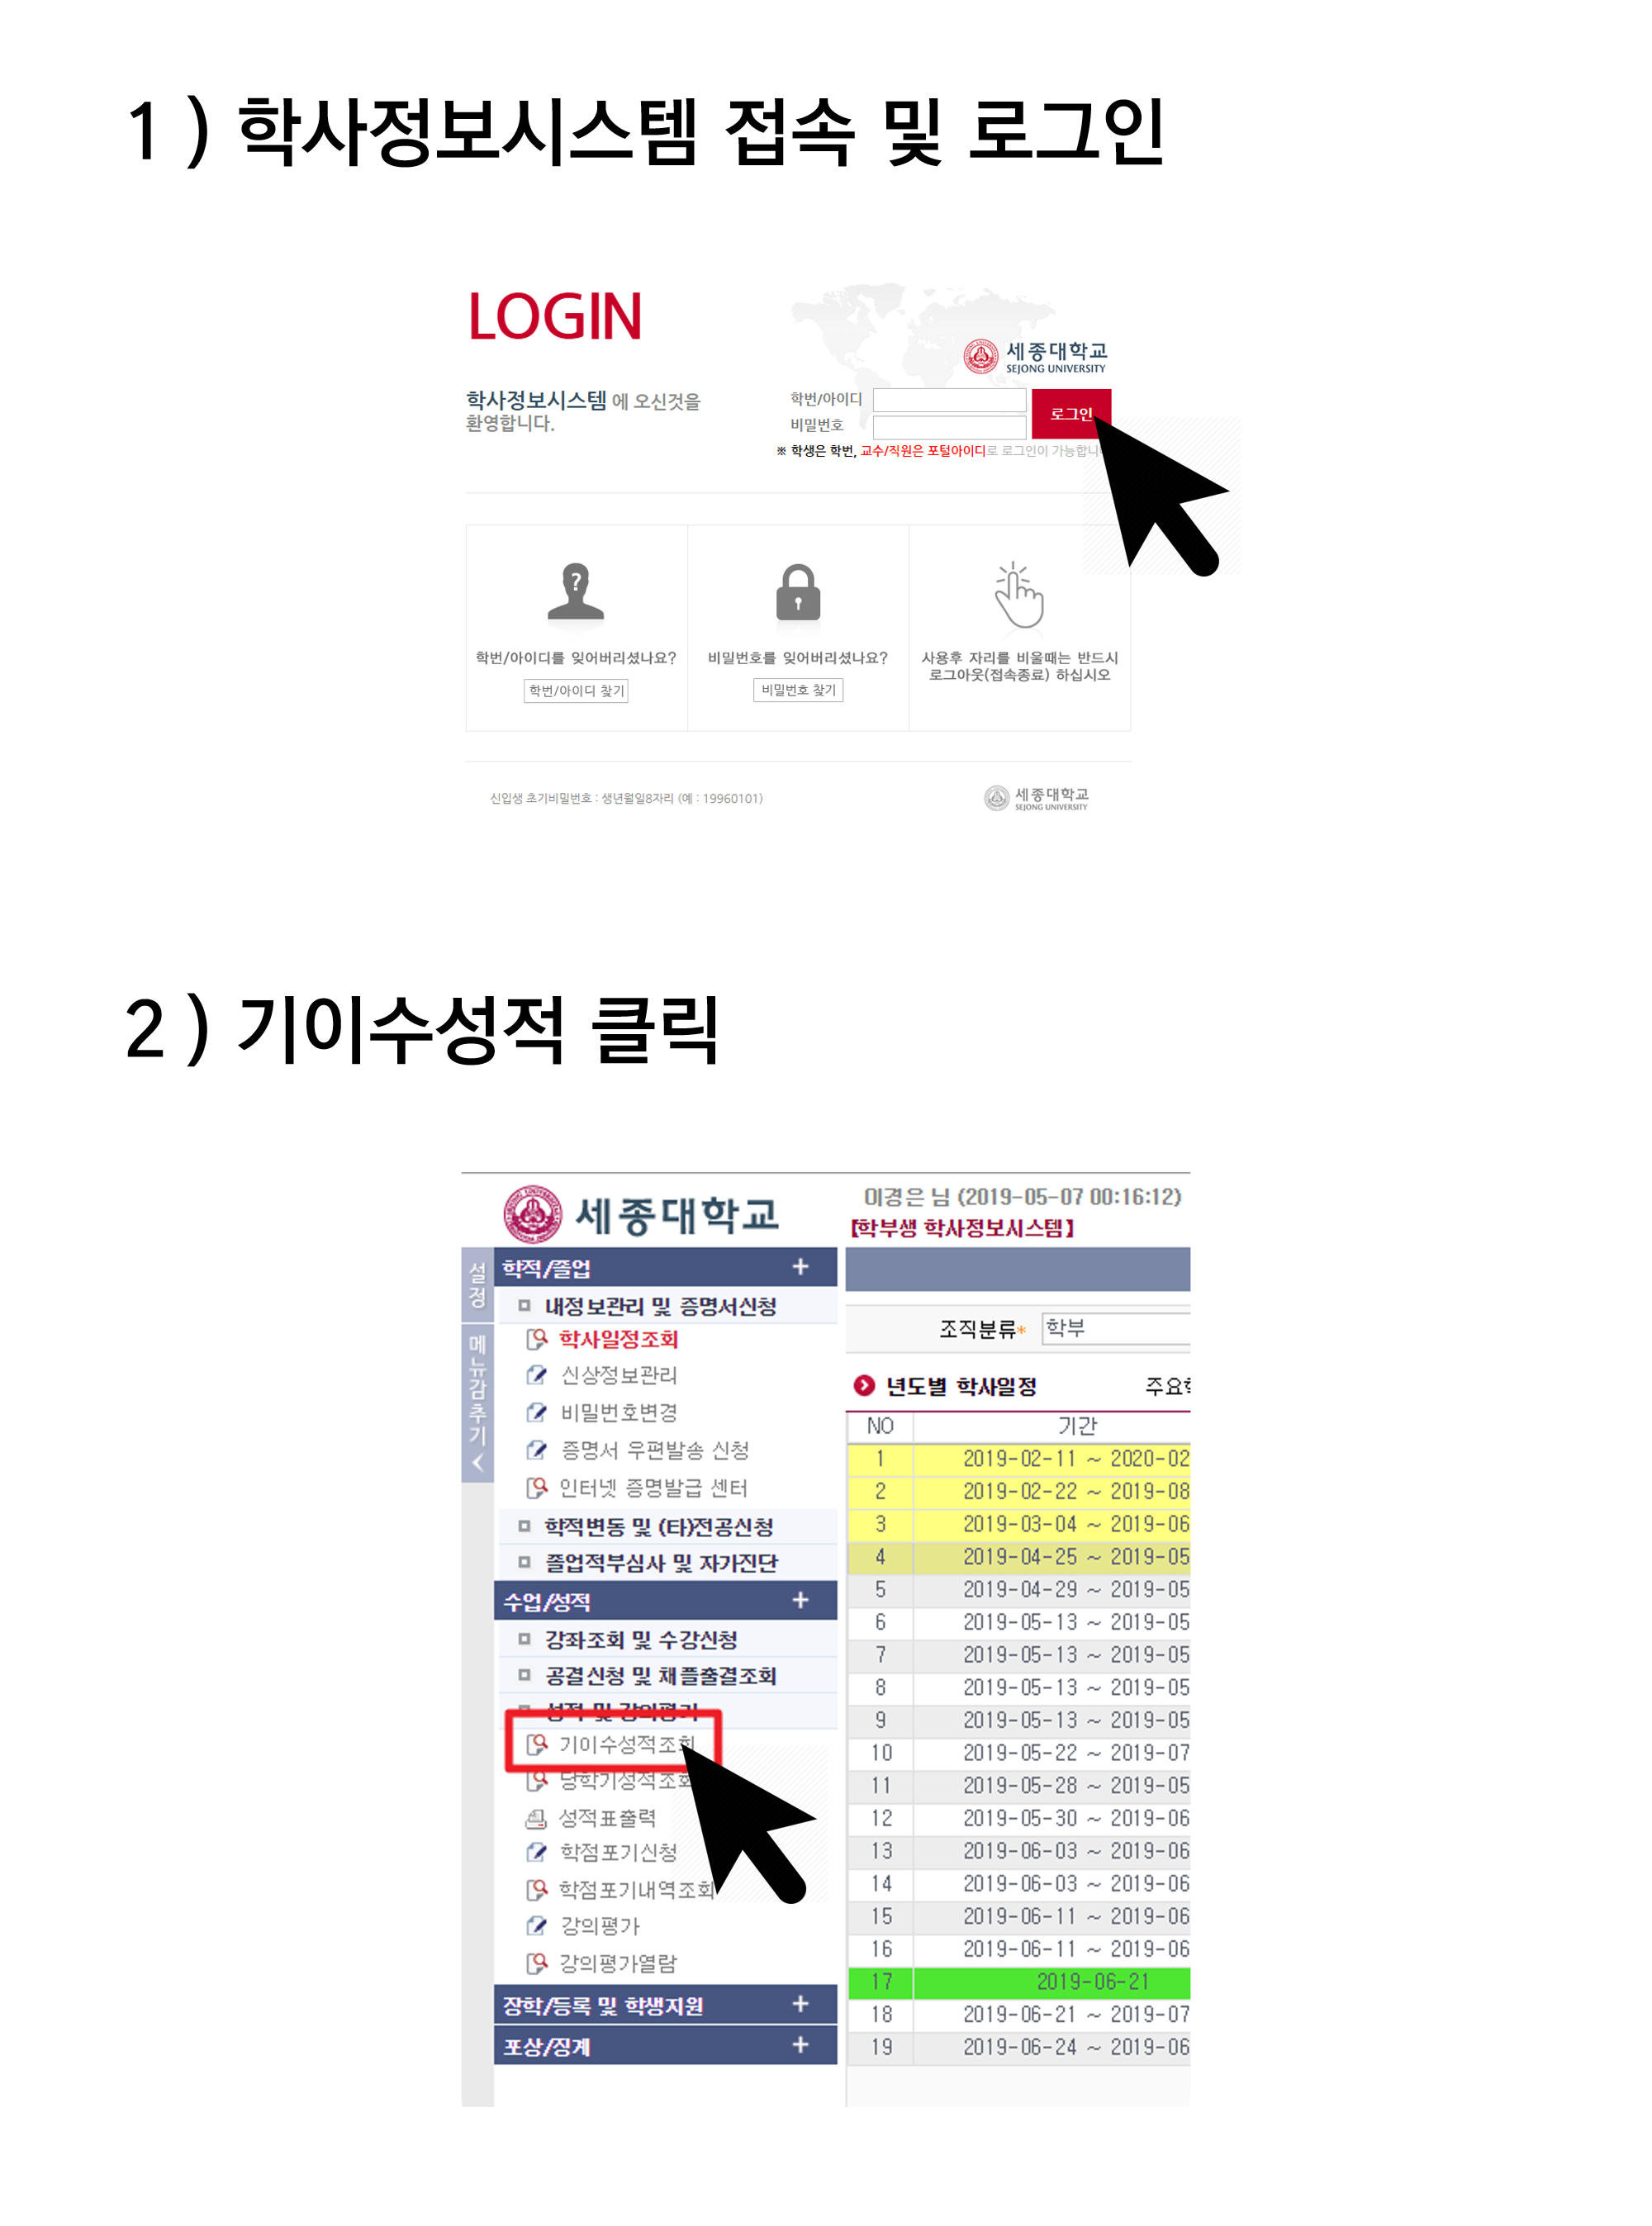 1 ) 학사정보시스템 접속 및 로그인
LOGIN
세종대학교
SEJONG UNIVERSITY
학사정보시스템 에 오신것을
환영합니다.
학번/아이디
비밀번호
로그인
※ 학생은 학번, 교수/직원은 포털아이디로 로그인이 가능합니
?
학번/아이디를 잊어버리셨나요?
학번/아이디 찾기
비밀번호를 잊어버리셨나요?
비밀번호 찾기
사용후 자리를 비울때는 반드시
로그아웃(접속종료) 하십시오
신입생 초기비밀번호 : 생년월일8자리 (예 : 19960101)
세종대학교
SEJONG UNIVERSITY
2 ) 기이수성적 클릭
세종대학교
이경은 님 (2019-05-07 00:16:12)
[학부생 학사정보시스템]
설정
메뉴감추기
학적/졸업 +
내정보관리 및 증명서신청
학사일정조회
신상정보관리
비밀번호변경
증명서 우편발송 신청
인터넷 증명발급 센터
학적변동 및 (타)전공신청
졸업적부심사 및 자가진단
수업/성적 +
강좌조회 및 수강신청
공결신청 및 채플출결조회
성적 및 강의평가
기이수성적조회
당학기성적조회
성적표출력
학점포기신청
학점포기내역조회
강의평가
강의평가열람
장학/등록 및 학생지원 +
포상/징계 +
조직분류* 학부
년도별 학사일정 주요
NO 기간
1 2019-02-11 ~ 2020-02
2 2019-02-22 ~ 2019-08
3 2019-03-04 ~ 2019-06
4 2019-04-25 ~ 2019-05
5 2019-04-29 ~ 2019-05
6 2019-05-13 ~ 2019-05
7 2019-05-13 ~ 2019-05
8 2019-05-13 ~ 2019-05
9 2019-05-13 ~ 2019-05
10 2019-05-22 ~ 2019-07
11 2019-05-28 ~ 2019-05
12 2019-05-30 ~ 2019-06
13 2019-06-03 ~ 2019-06
14 2019-06-03 ~ 2019-06
15 2019-06-11 ~ 2019-06
16 2019-06-11 ~ 2019-06
17 2019-06-21
18 2019-06-21 ~ 2019-07
19 2019-06-24 ~ 2019-06